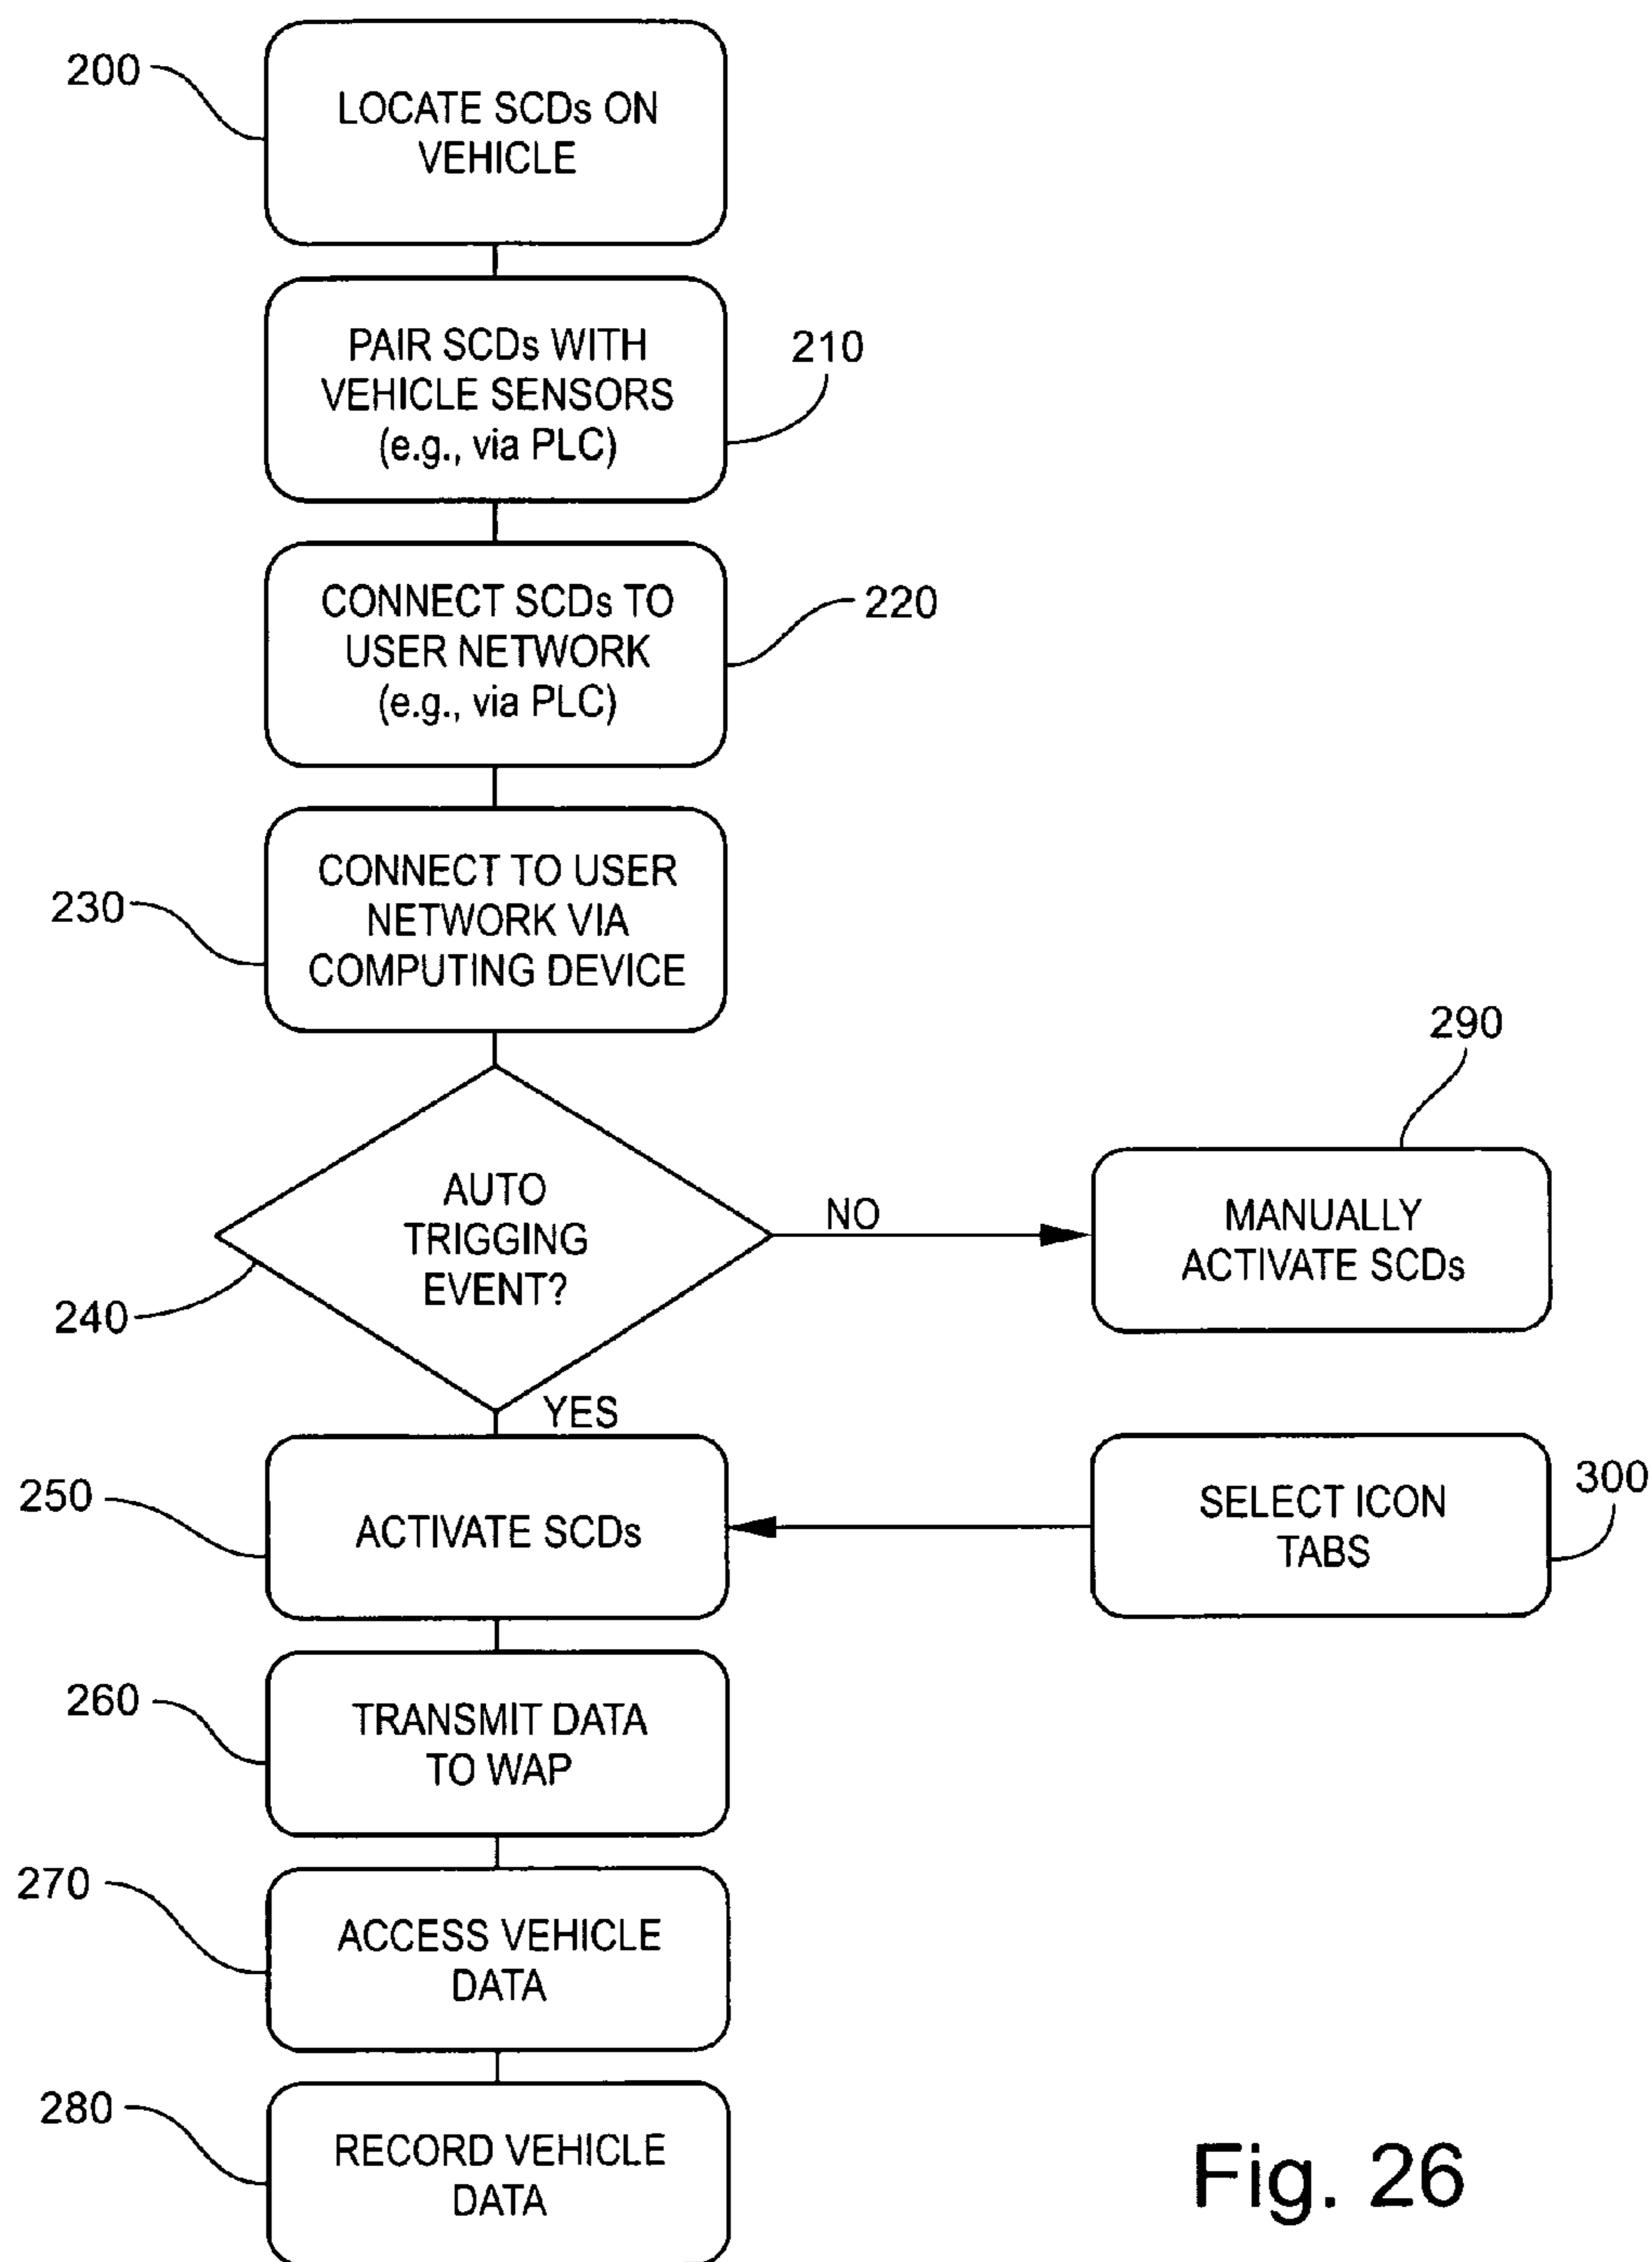 200
LOCATE SCDs ON
VEHICLE
PAIR SCDs WITH
VEHICLE SENSORS
(e.g., via PLC)
210
CONNECT SCDs TO
USER NETWORK
(e.g., via PLC)
220
230
CONNECT TO USER
NETWORK VIA
COMPUTING DEVICE
240
AUTO
TRIGGING
EVENT?
NO
290
MANUALLY
ACTIVATE SCDs
YES
250
ACTIVATE SCDs
SELECT ICON
TABS
300
260
TRANSMIT DATA
TO WAP
270
ACCESS VEHICLE
DATA
280
RECORD VEHICLE
DATA
Fig. 26